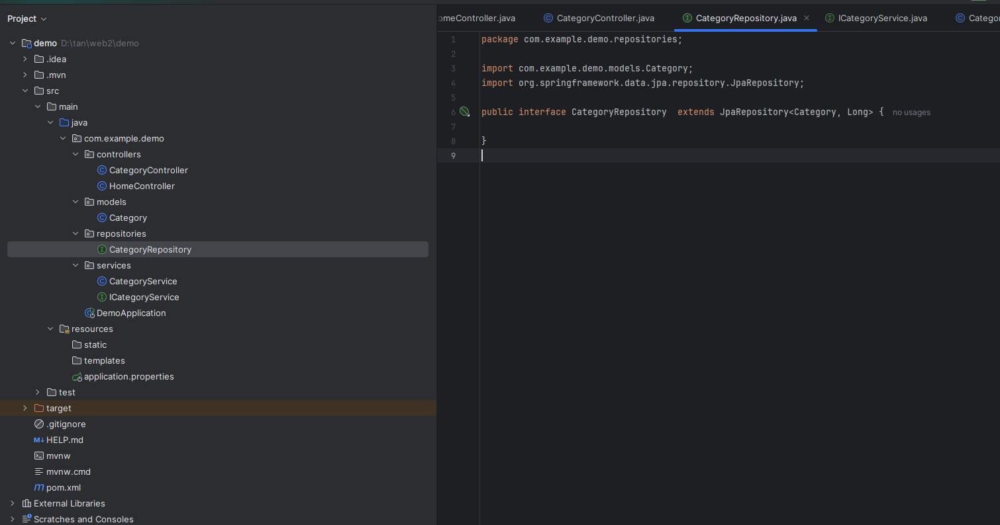 Project
demo D:\tan\web2\demo
.idea
.mvn
src
main
java
com.example.demo
controllers
CategoryController
HomeController
models
Category
repositories
CategoryRepository
services
CategoryService
ICategoryService
DemoApplication
resources
static
templates
application.properties
test
target
.gitignore
HELP.md
mvnw
mvnw.cmd
pom.xml
External Libraries
Scratches and Consoles
omeController.java CategoryController.java CategoryRepository.java ICategoryService.java Catego
1 package com.example.demo.repositories;
2
3 import com.example.demo.models.Category;
4 import org.springframework.data.jpa.repository.JpaRepository;
5
6 public interface CategoryRepository  extends JpaRepository<Category, Long> { no usages
7
8 }
9